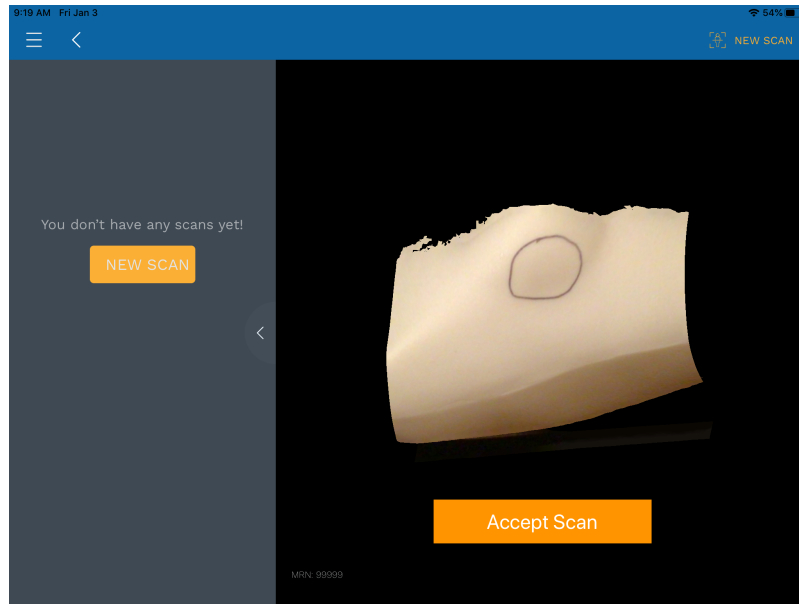 9:19 AM Fri Jan 3
54%
NEW SCAN
You don't have any scans yet!
NEW SCAN
Accept Scan
MRN: 99999